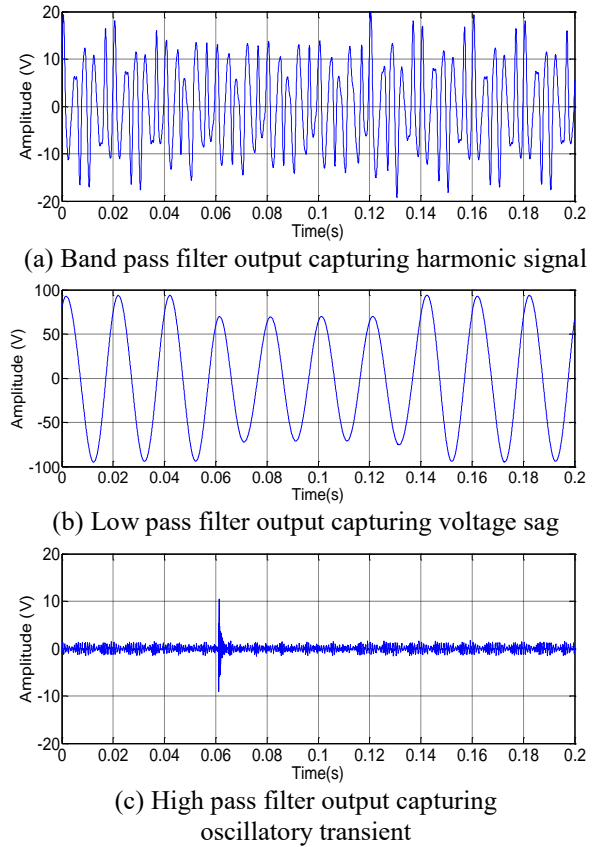 20
10
0
-10
-20
Amplitude (V)
0 0.02 0.04 0.06 0.08 0.1 0.12 0.14 0.16 0.18 0.2
Time(s)
(a) Band pass filter output capturing harmonic signal
100
50
0
-50
-100
Amplitude (V)
0 0.02 0.04 0.06 0.08 0.1 0.12 0.14 0.16 0.18 0.2
Time(s)
(b) Low pass filter output capturing voltage sag
20
10
0
-10
-20
Amplitude (V)
0 0.02 0.04 0.06 0.08 0.1 0.12 0.14 0.16 0.18 0.2
Time(s)
(c) High pass filter output capturing
oscillatory transient